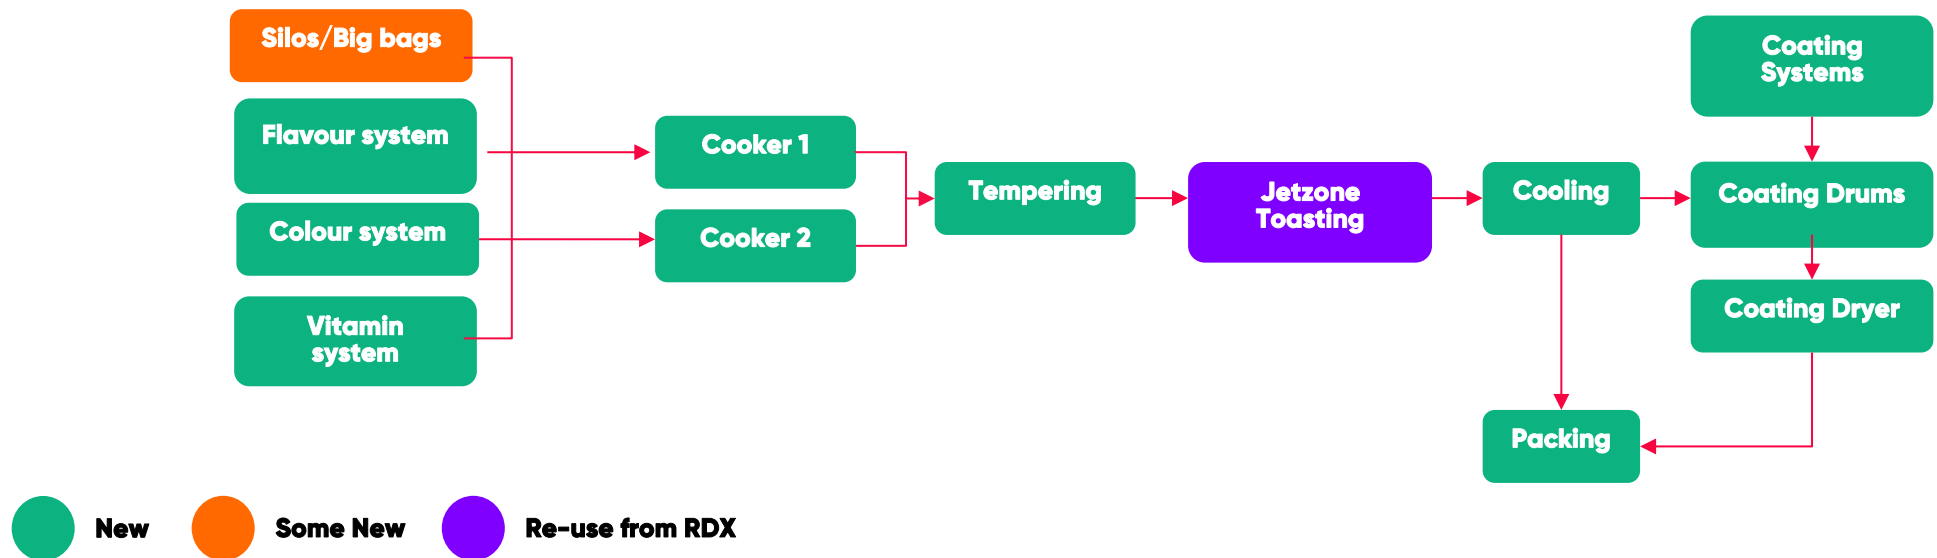 Silos/Big bags
Flavour system
Colour system
Vitamin
system
Cooker 1
Cooker 2
Tempering
Jetzone
Toasting
Cooling
Coating
Systems
Coating Drums
Coating Dryer
Packing
New
Some New
Re-use from RDX